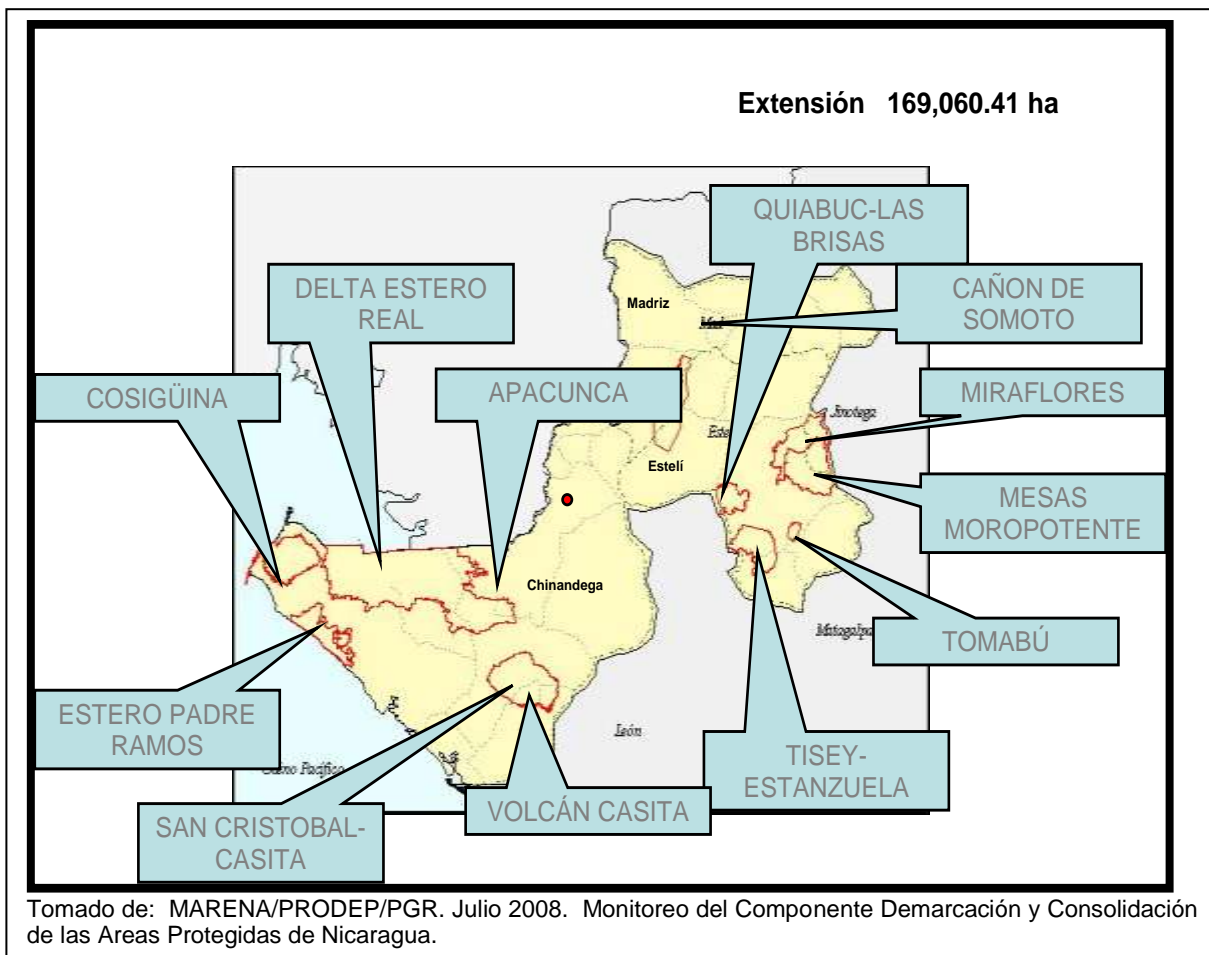 Extensión 169,060.41 ha
QUIABUC-LAS
BRISAS
DELTA ESTERO
REAL
Madriz
CAÑON DE
SOMOTO
COSIGÜINA
APACUNCA
MIRAFLORES
Jinotega
Estelí
MESAS
MOROPOTENTE
Chinandega
Matagalpa
TOMABÚ
ESTERO PADRE
RAMOS
León
TISEY-
ESTANZUELA
Pacífico
VOLCÁN CASITA
SAN CRISTOBAL-
CASITA
Tomado de: MARENA/PRODEP/PGR. Julio 2008. Monitoreo del Componente Demarcación y Consolidación
de las Areas Protegidas de Nicaragua.